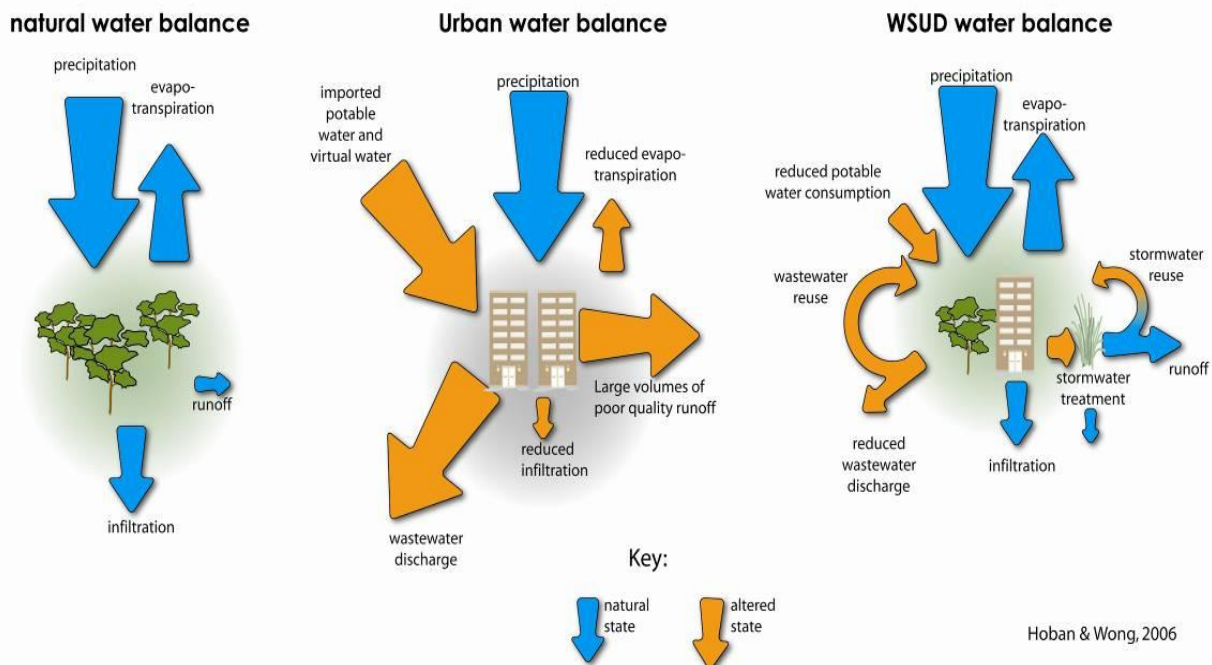 natural water balance
precipitation
evapo-
transpiration
runoff
infiltration
Urban water balance
imported
potable
water and
virtual water
precipitation
reduced evapo-
transpiration
Large volumes of
poor quality runoff
reduced
infiltration
wastewater
discharge
WSUD water balance
precipitation
evapo-
transpiration
reduced potable
water consumption
wastewater
reuse
stormwater
reuse
runoff
stormwater
treatment
infiltration
reduced
wastewater
discharge
Key:
natural
state
altered
state
Hoban & Wong, 2006